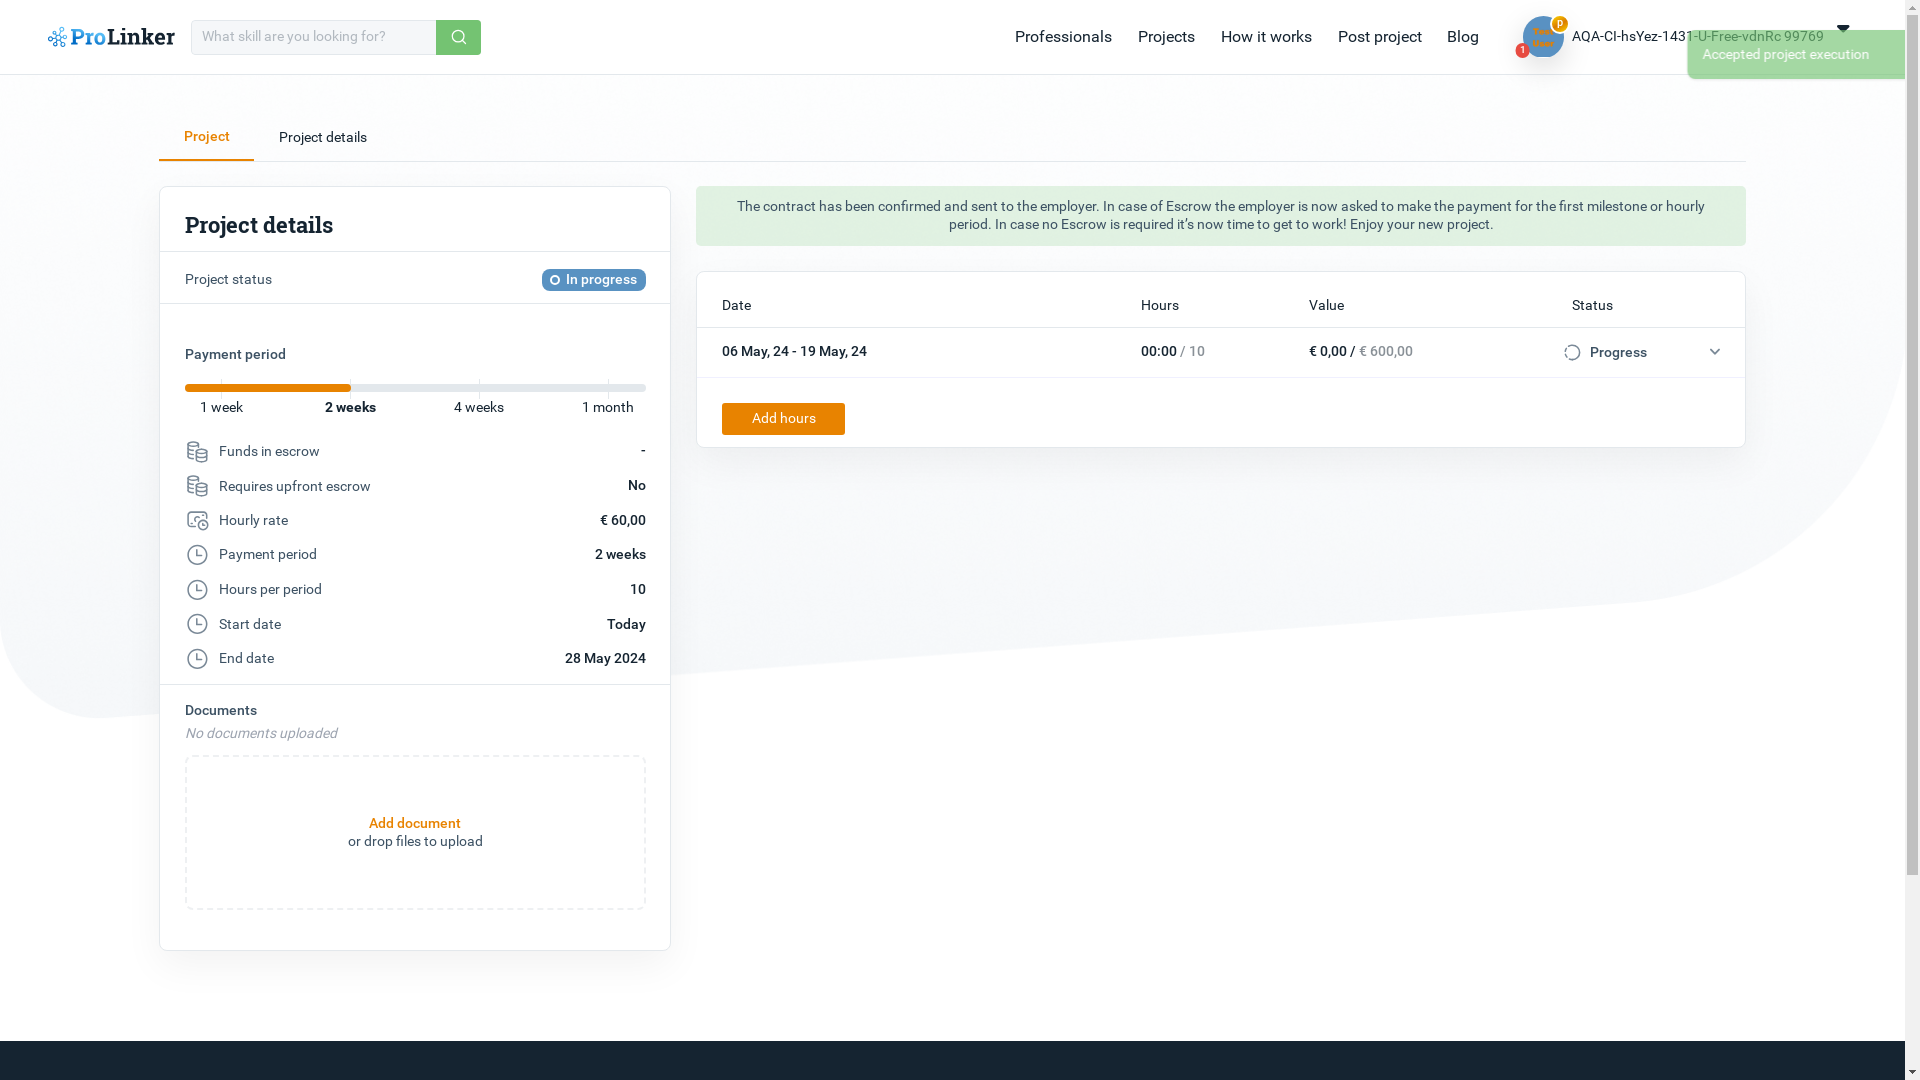 ProLinker
What skill are you looking for?
Professionals
Projects
How it works
Post project
Blog
p
1
AQA-CI-hsYez-1431-U-Free-vdnRc 99769
Accepted project execution
Project
Project details
Project details
Project status
In progress
Payment period
1 week
2 weeks
4 weeks
1 month
Funds in escrow
-
Requires upfront escrow
No
Hourly rate
€ 60,00
Payment period
2 weeks
Hours per period
10
Start date
Today
End date
28 May 2024
Documents
No documents uploaded
Add document
or drop files to upload
The contract has been confirmed and sent to the employer. In case of Escrow the employer is now asked to make the payment for the first milestone or hourly
period. In case no Escrow is required it’s now time to get to work! Enjoy your new project.
Date
Hours
Value
Status
06 May, 24 - 19 May, 24
00:00 / 10
€ 0,00 / € 600,00
Progress
Add hours